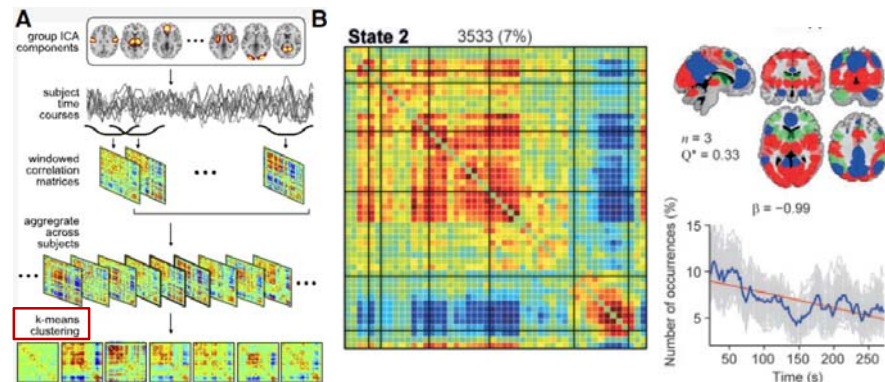 A
group ICA
components
subject
time
courses
windowed
correlation
matrices
aggregate
across
subjects
k-means
clustering
B
State 2
3533 (7%)
n = 3
Q* = 0.33
β = −0.99
Number of occurrences (%)
15
10
5
50
100
150
200
250
Time (s)